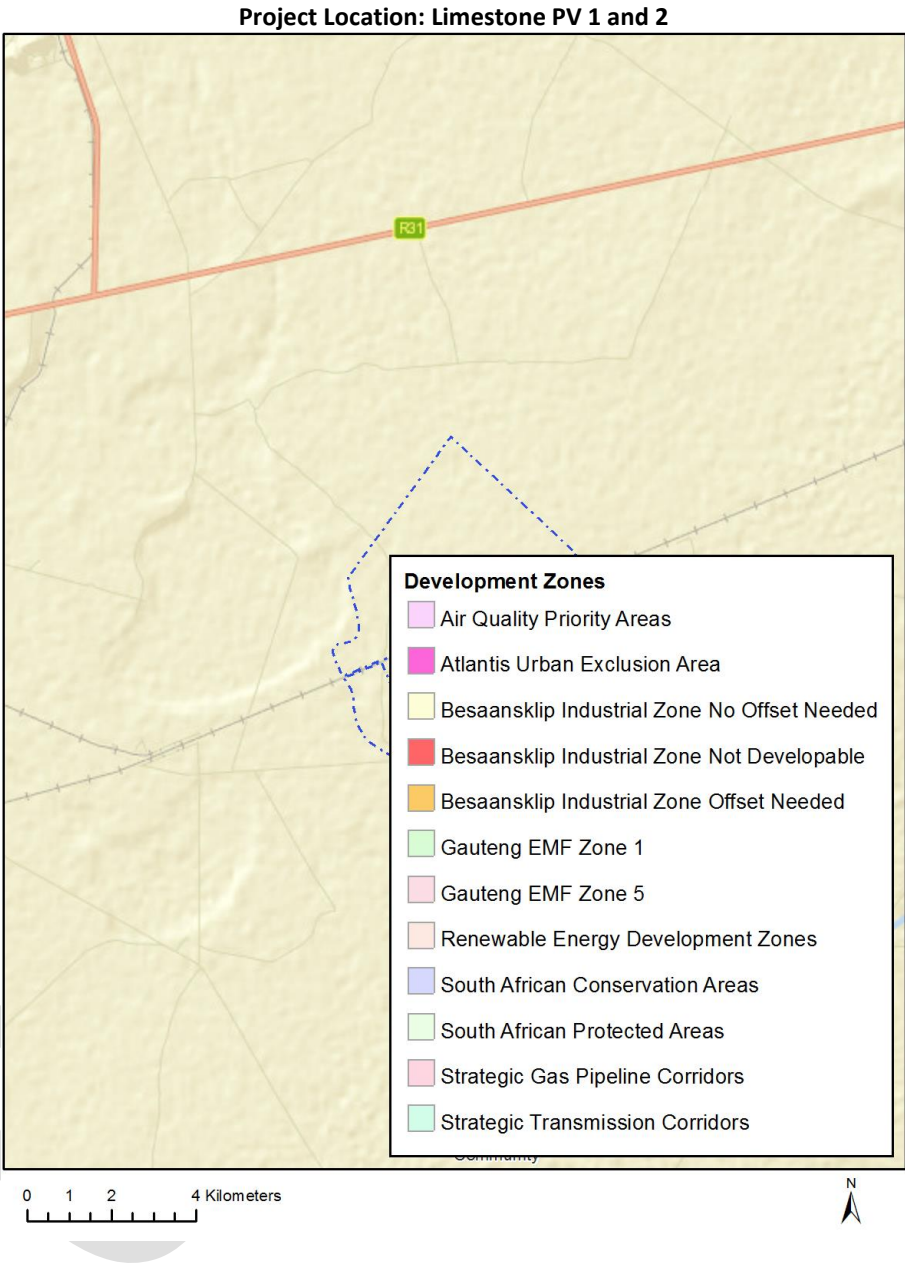 Project Location: Limestone PV 1 and 2
R31
Development Zones
Air Quality Priority Areas
Atlantis Urban Exclusion Area
Besaansklip Industrial Zone No Offset Needed
Besaansklip Industrial Zone Not Developable
Besaansklip Industrial Zone Offset Needed
Gauteng EMF Zone 1
Gauteng EMF Zone 5
Renewable Energy Development Zones
South African Conservation Areas
South African Protected Areas
Strategic Gas Pipeline Corridors
Strategic Transmission Corridors
0 1 2 4 Kilometers
N